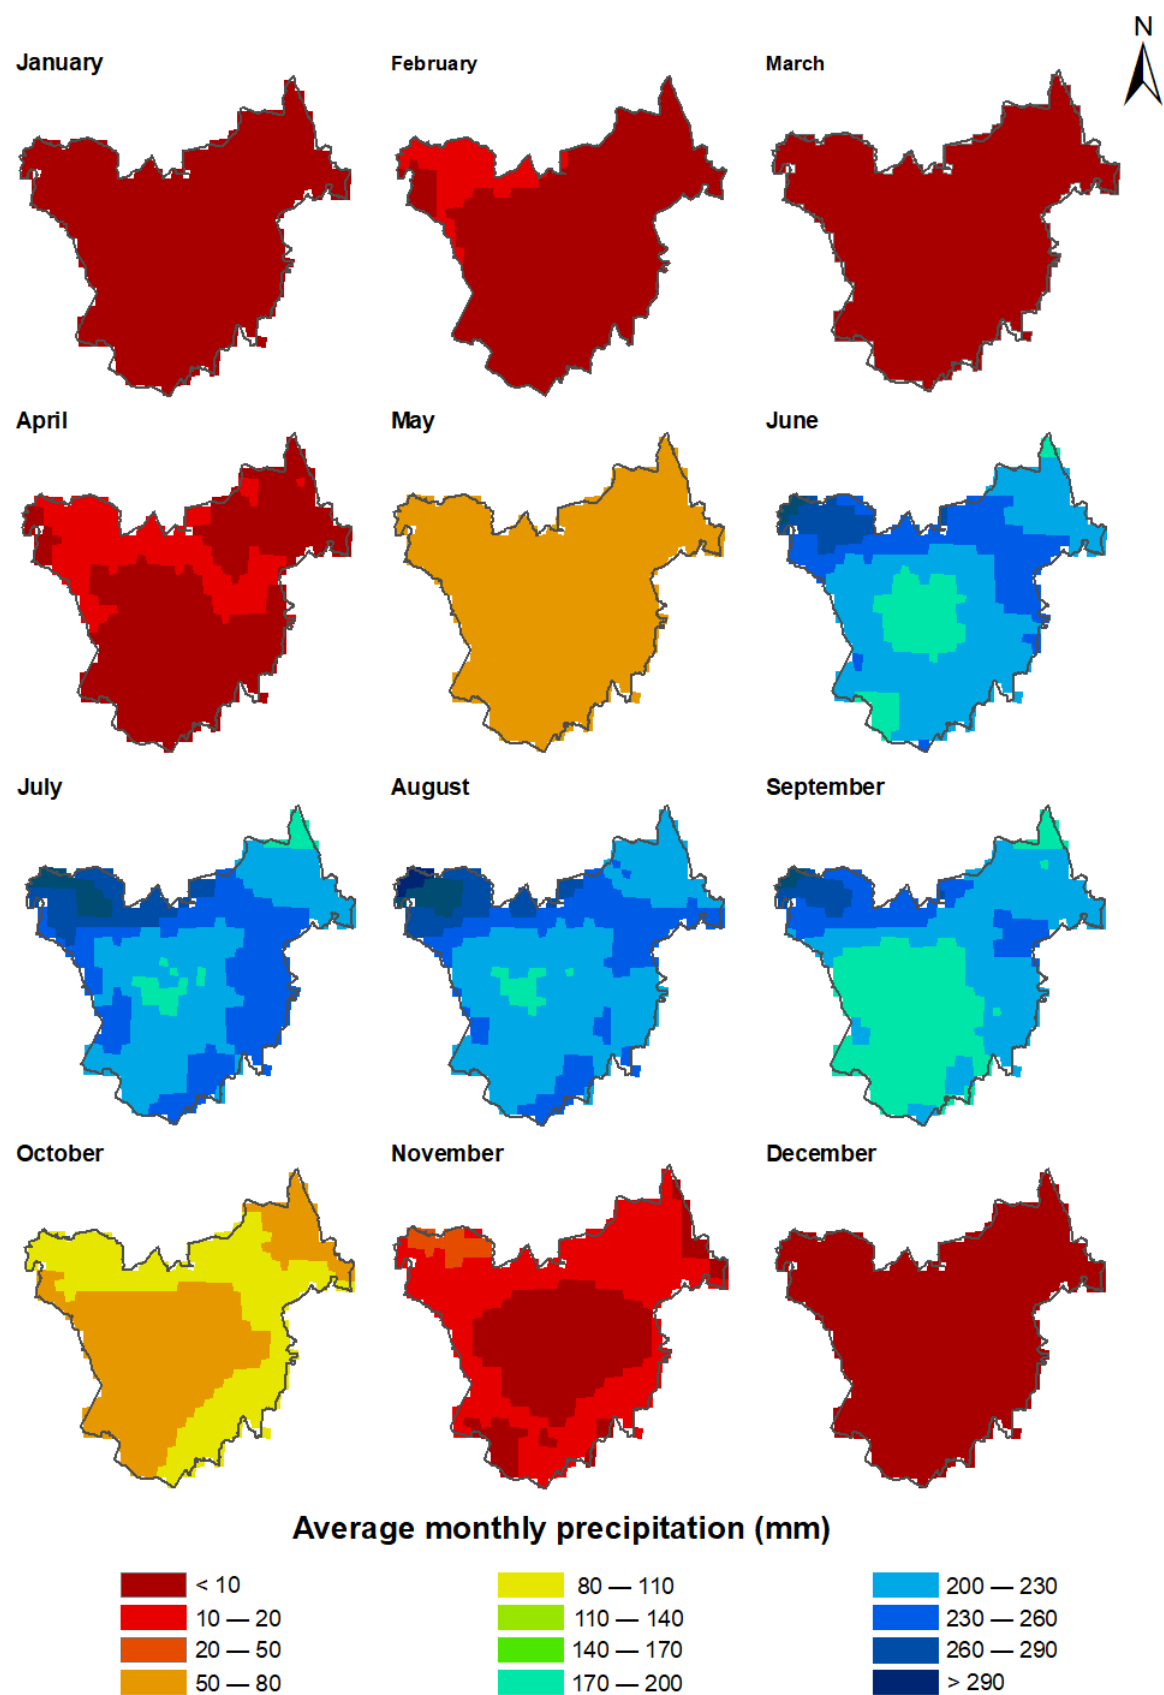 N
January
February
March
April
May
June
July
August
September
October
November
December
Average monthly precipitation (mm)
< 10
10 — 20
20 — 50
50 — 80
80 — 110
110 — 140
140 — 170
170 — 200
200 — 230
230 — 260
260 — 290
> 290